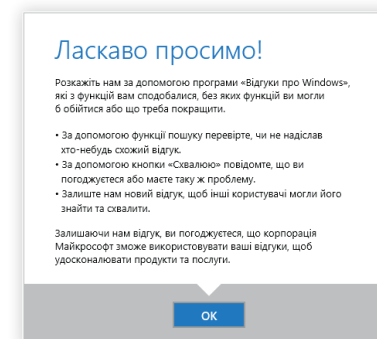 Ласкаво просимо!
Розкажіть нам за допомогою програми «Відгуки про Windows»,
які з функцій вам сподобалися, без яких функцій ви могли
б обійтися або що треба покращити.
• За допомогою функції пошуку перевірте, чи не надіслав
хто-небудь схожий відгук.
• За допомогою кнопки «Схвалюю» повідомте, що ви
погоджуєтеся або маєте таку ж проблему.
• Залиште нам новий відгук, щоб інші користувачі могли його
знайти та схвалити.
Залишаючи нам відгук, ви погоджуєтеся, що корпорація
Майкрософт зможе використовувати ваші відгуки, щоб
удосконалювати продукти та послуги.
ОК